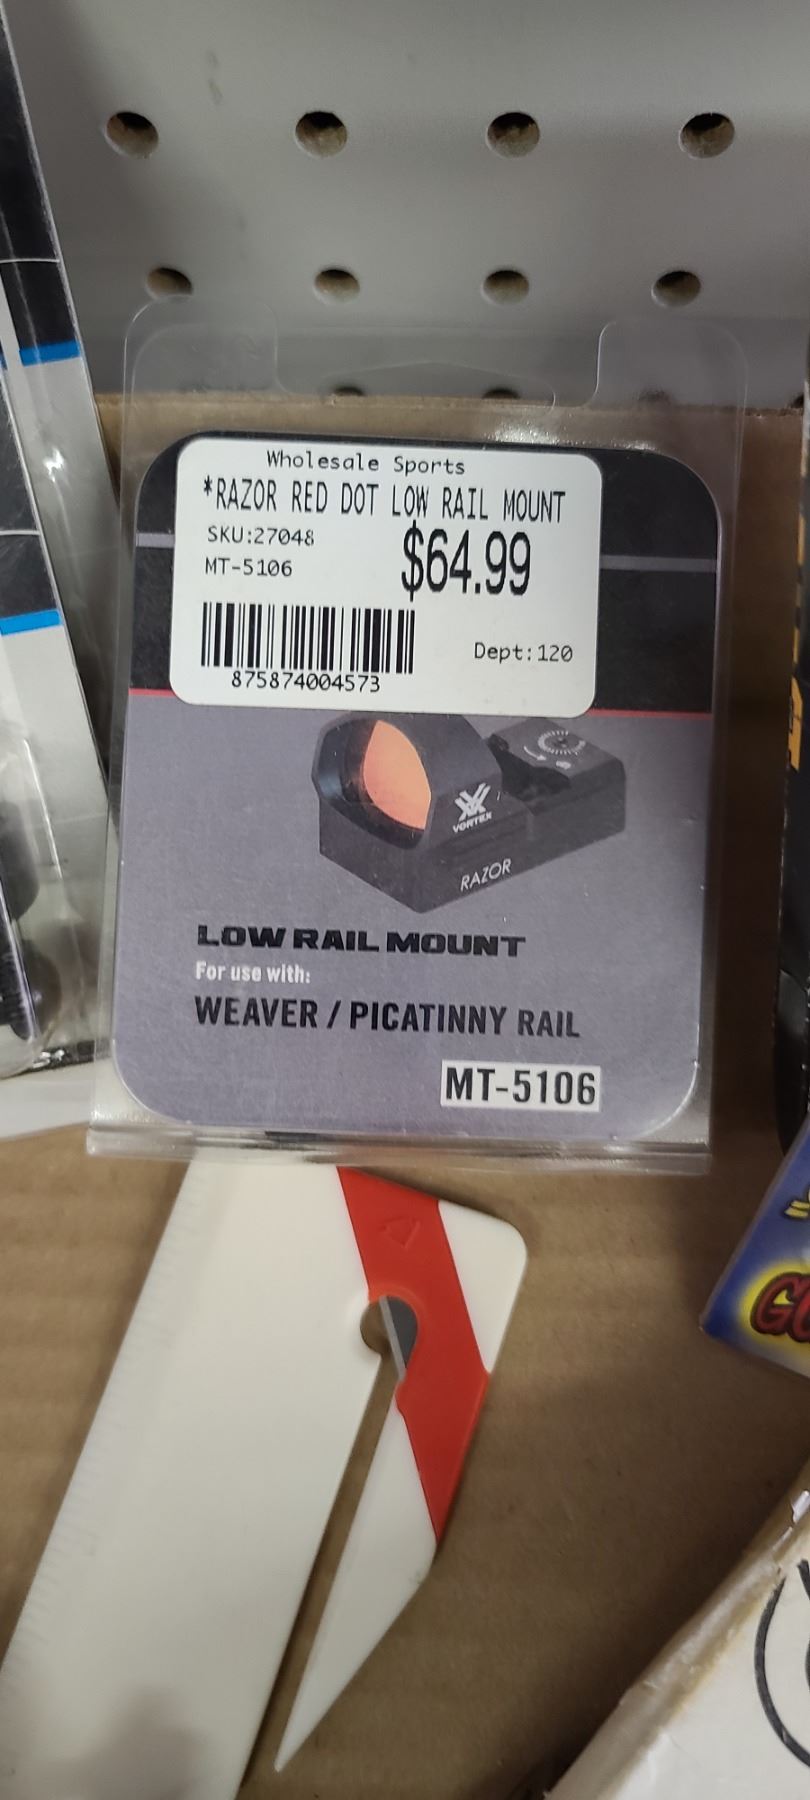 Wholesale Sports
*RAZOR RED DOT LOW RAIL MOUNT
SKU:27048
$64.99
MT-5106
Dept:120
875874004573
VORTEX
RAZOR
LOW RAIL MOUNT
For use with:
WEAVER / PICATINNY RAIL
MT-5106